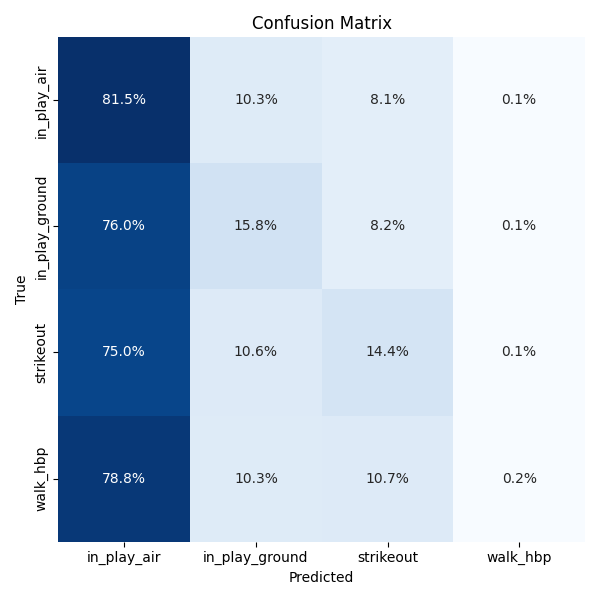 Confusion Matrix
True
in_play_air
81.5%
10.3%
8.1%
0.1%
in_play_ground
76.0%
15.8%
8.2%
0.1%
strikeout
75.0%
10.6%
14.4%
0.1%
walk_hbp
78.8%
10.3%
10.7%
0.2%
in_play_air
in_play_ground
strikeout
walk_hbp
Predicted